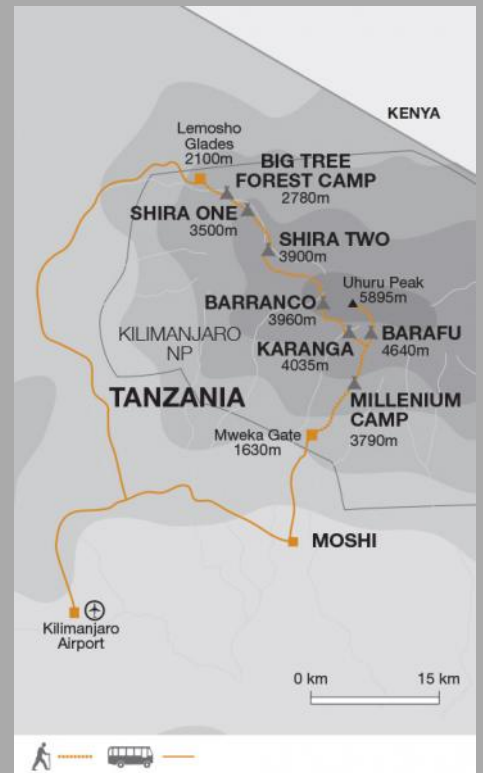 KENYA
Lemosho
Glades
2100m
BIG TREE
FOREST CAMP
2780m
SHIRA ONE
3500m
SHIRA TWO
3900m
Uhuru Peak
5895m
BARRANCO
3960m
KILIMANJARO
NP
KARANGA
4035m
BARAFU
4640m
TANZANIA
MILLENIUM
CAMP
3790m
Mweka Gate
1630m
MOSHI
Kilimanjaro
Airport
0 km 15 km